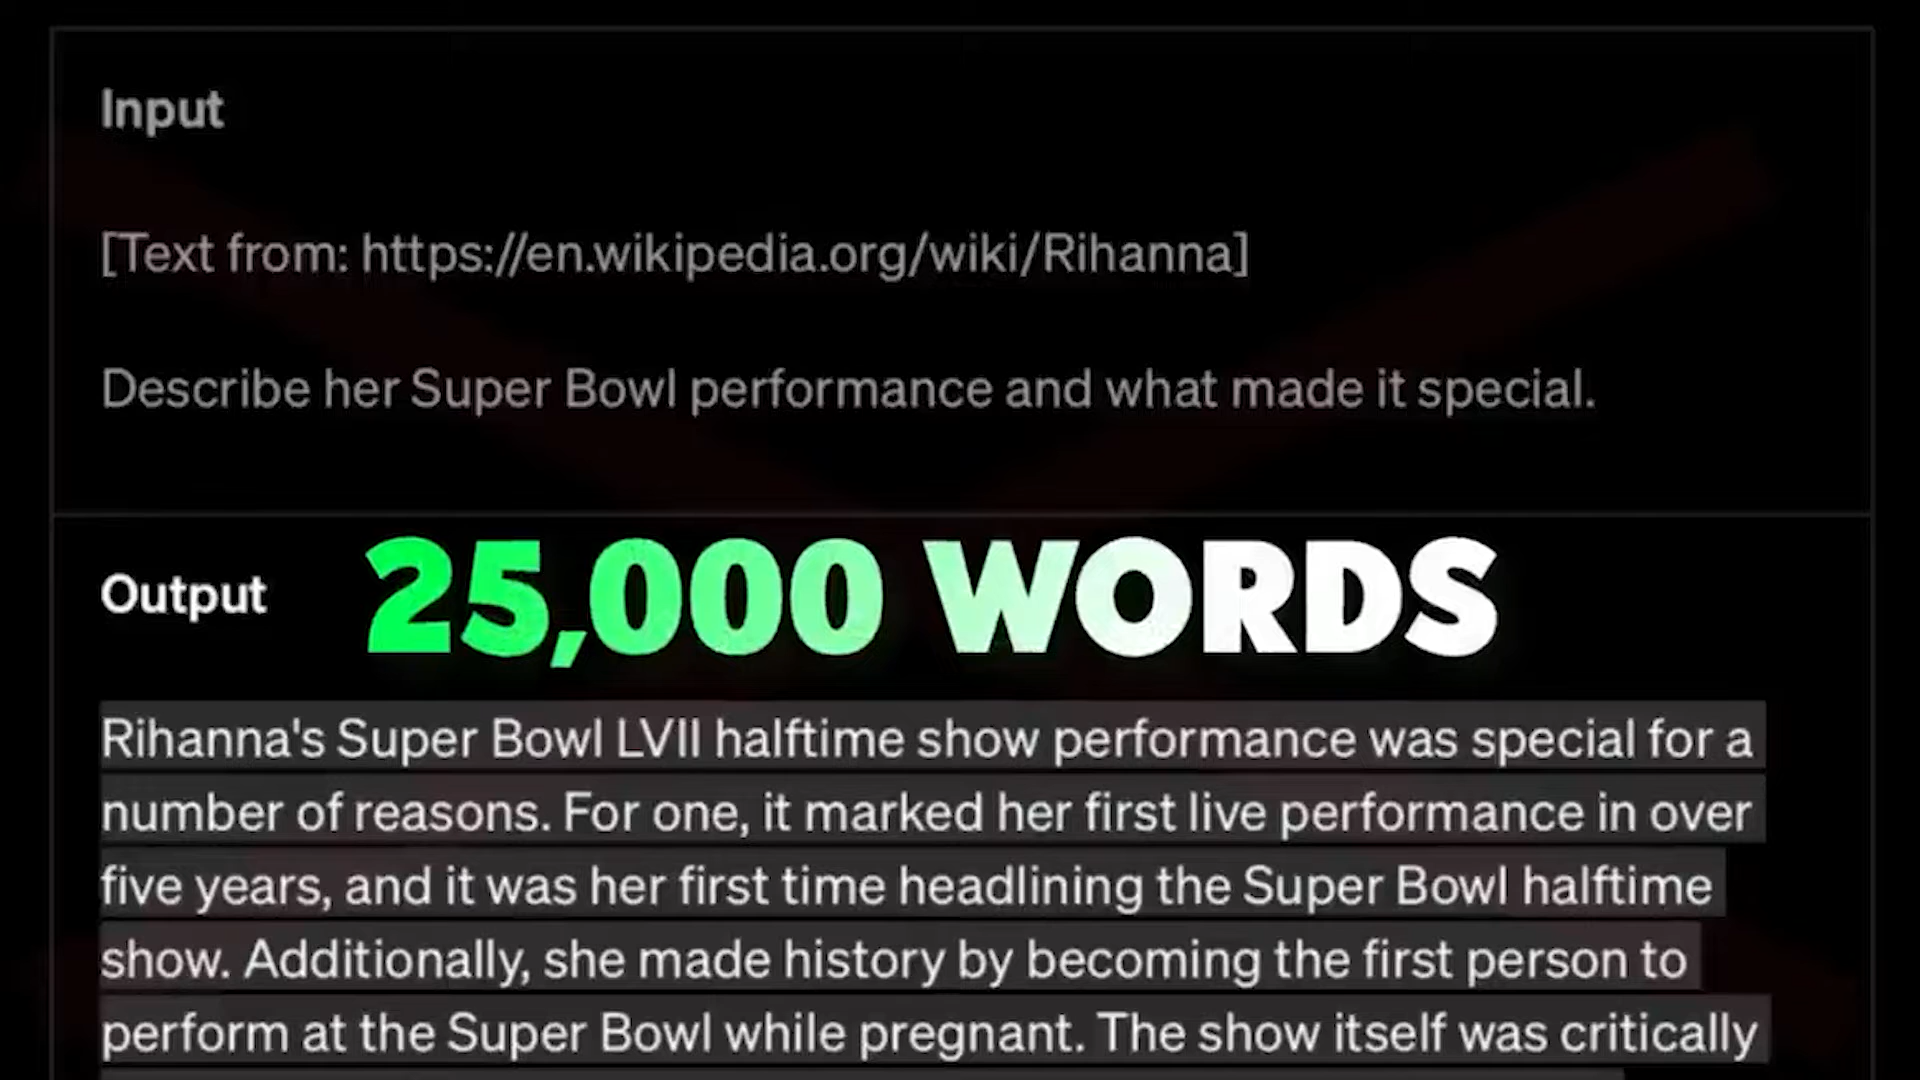 Input
[Text from: https://en.wikipedia.org/wiki/Rihanna]
Describe her Super Bowl performance and what made it special.
Output
25,000 WORDS
Rihanna's Super Bowl LVII halftime show performance was special for a
number of reasons. For one, it marked her first live performance in over
five years, and it was her first time headlining the Super Bowl halftime
show. Additionally, she made history by becoming the first person to
perform at the Super Bowl while pregnant. The show itself was critically